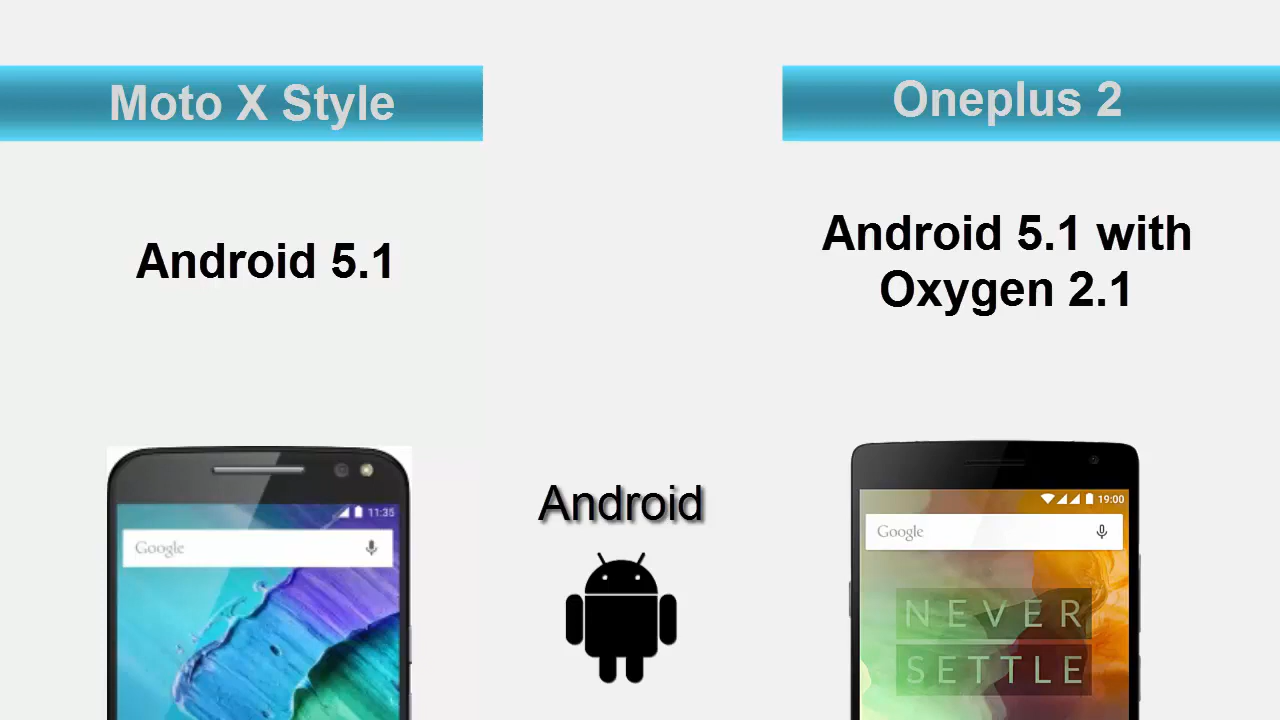 Moto X Style
Oneplus 2
Android 5.1
Android 5.1 with
Oxygen 2.1
Android
11:35
Google
19:00
Google
NEVER
SETTLE